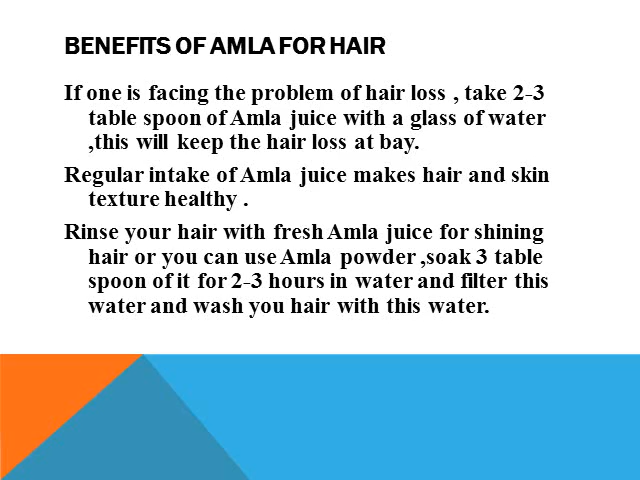 BENEFITS OF AMLA FOR HAIR
If one is facing the problem of hair loss , take 2-3
table spoon of Amla juice with a glass of water
,this will keep the hair loss at bay.
Regular intake of Amla juice makes hair and skin
texture healthy .
Rinse your hair with fresh Amla juice for shining
hair or you can use Amla powder ,soak 3 table
spoon of it for 2-3 hours in water and filter this
water and wash you hair with this water.